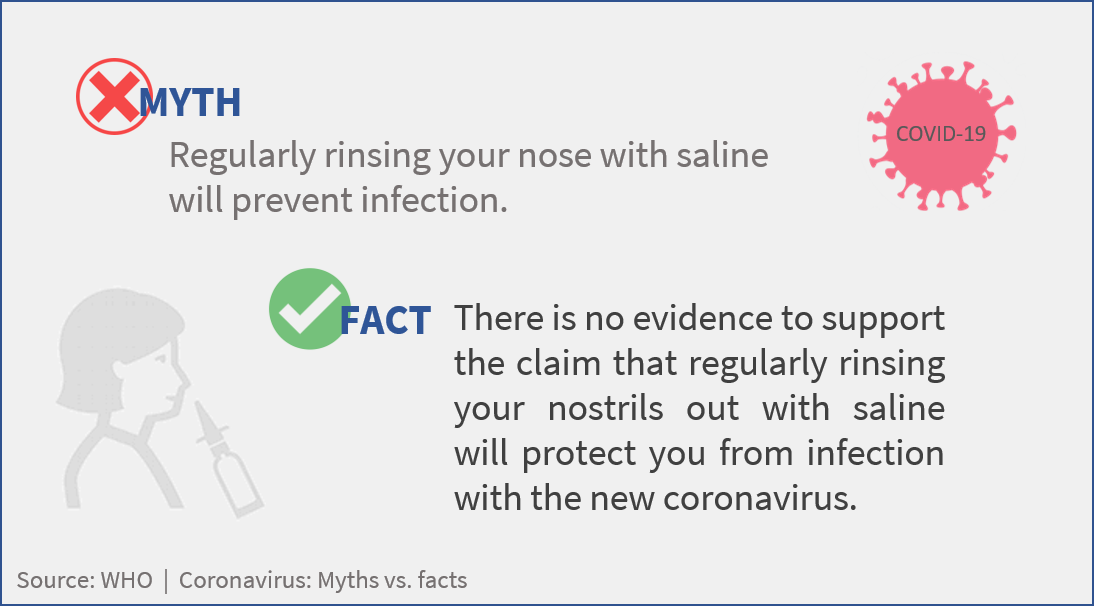 MYTH
Regularly rinsing your nose with saline
will prevent infection.
COVID-19
FACT
There is no evidence to support
the claim that regularly rinsing
your nostrils out with saline
will protect you from infection
with the new coronavirus.
Source: WHO | Coronavirus: Myths vs. facts